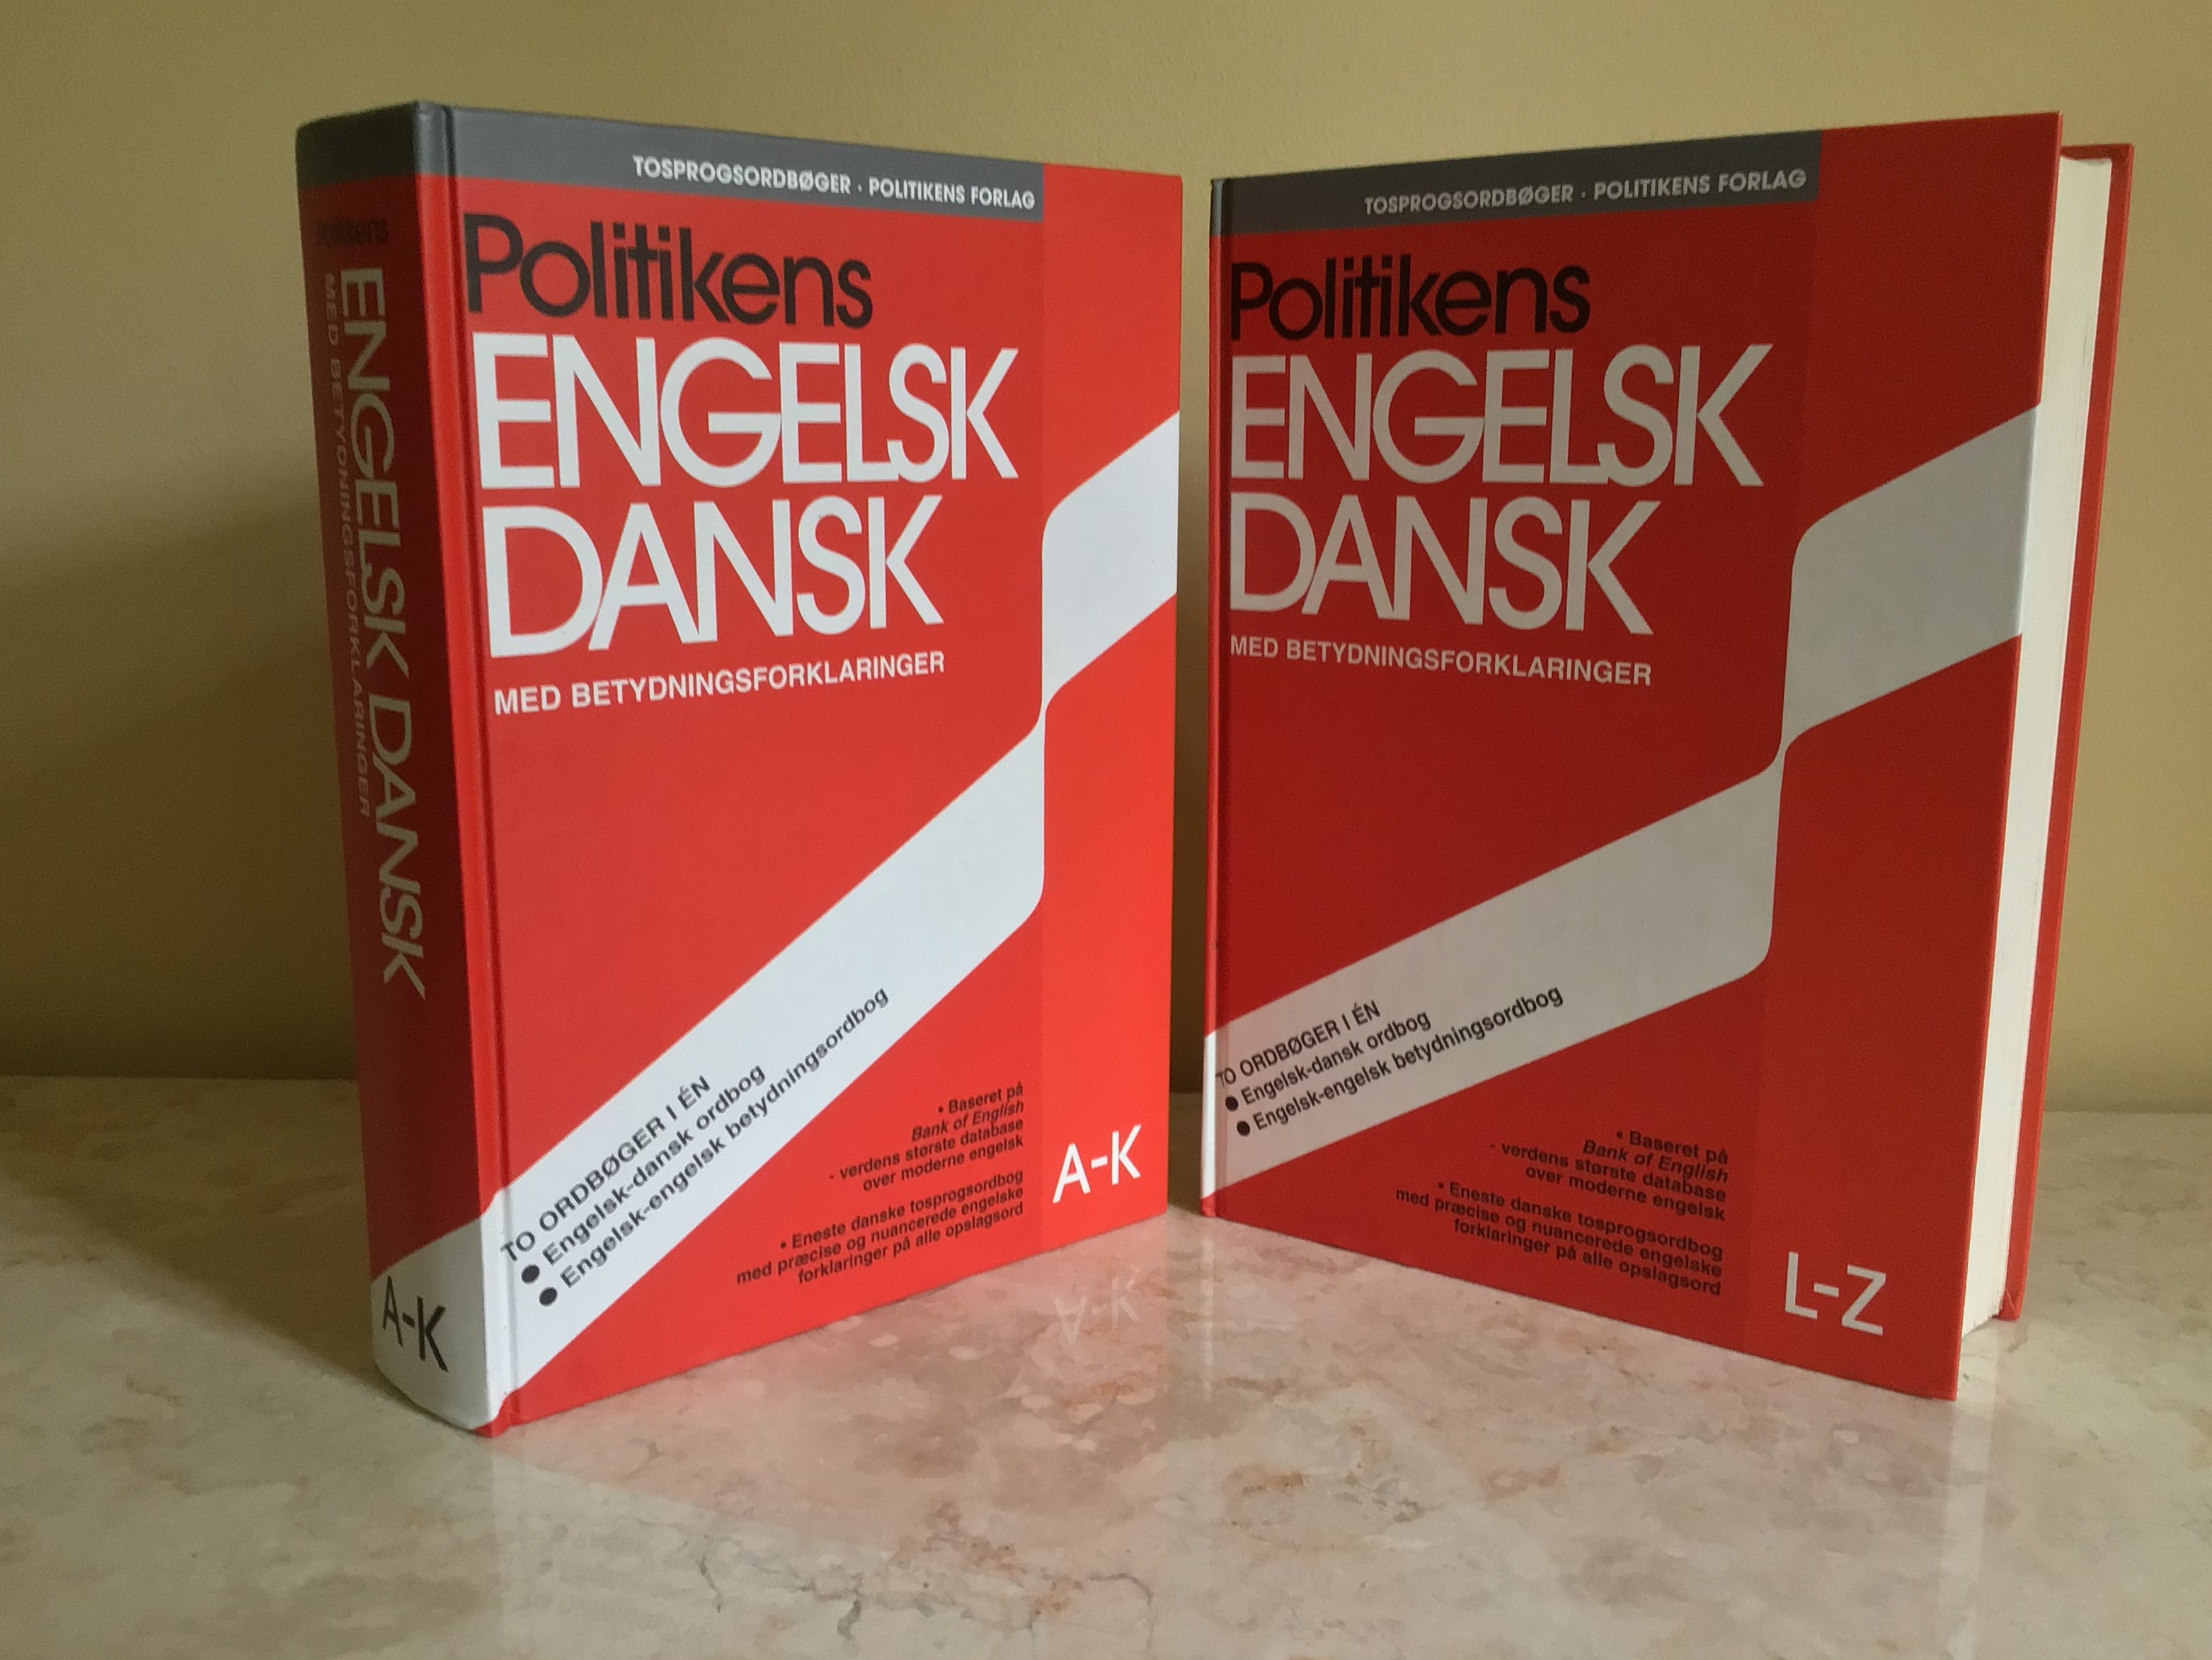 Politikens
ENGELSK DANSK
MED BETYDNINGSFORKLARINGER
A-K
TOSPROGSORDBØGER · POLITIKENS FORLAG
Politikens
ENGELSK
DANSK
MED BETYDNINGSFORKLARINGER
TO ORDBØGER I ÉN
● Engelsk-dansk ordbog
● Engelsk-engelsk betydningsordbog
• Baseret på
Bank of English
- verdens største database
over moderne engelsk
• Eneste danske tosprogsordbog
med præcise og nuancerede engelske
forklaringer på alle opslagsord
A-K
TOSPROGSORDBØGER · POLITIKENS FORLAG
Politikens
ENGELSK
DANSK
MED BETYDNINGSFORKLARINGER
TO ORDBØGER I ÉN
● Engelsk-dansk ordbog
● Engelsk-engelsk betydningsordbog
• Baseret på
Bank of English
- verdens største database
over moderne engelsk
• Eneste danske tosprogsordbog
med præcise og nuancerede engelske
forklaringer på alle opslagsord
L-Z